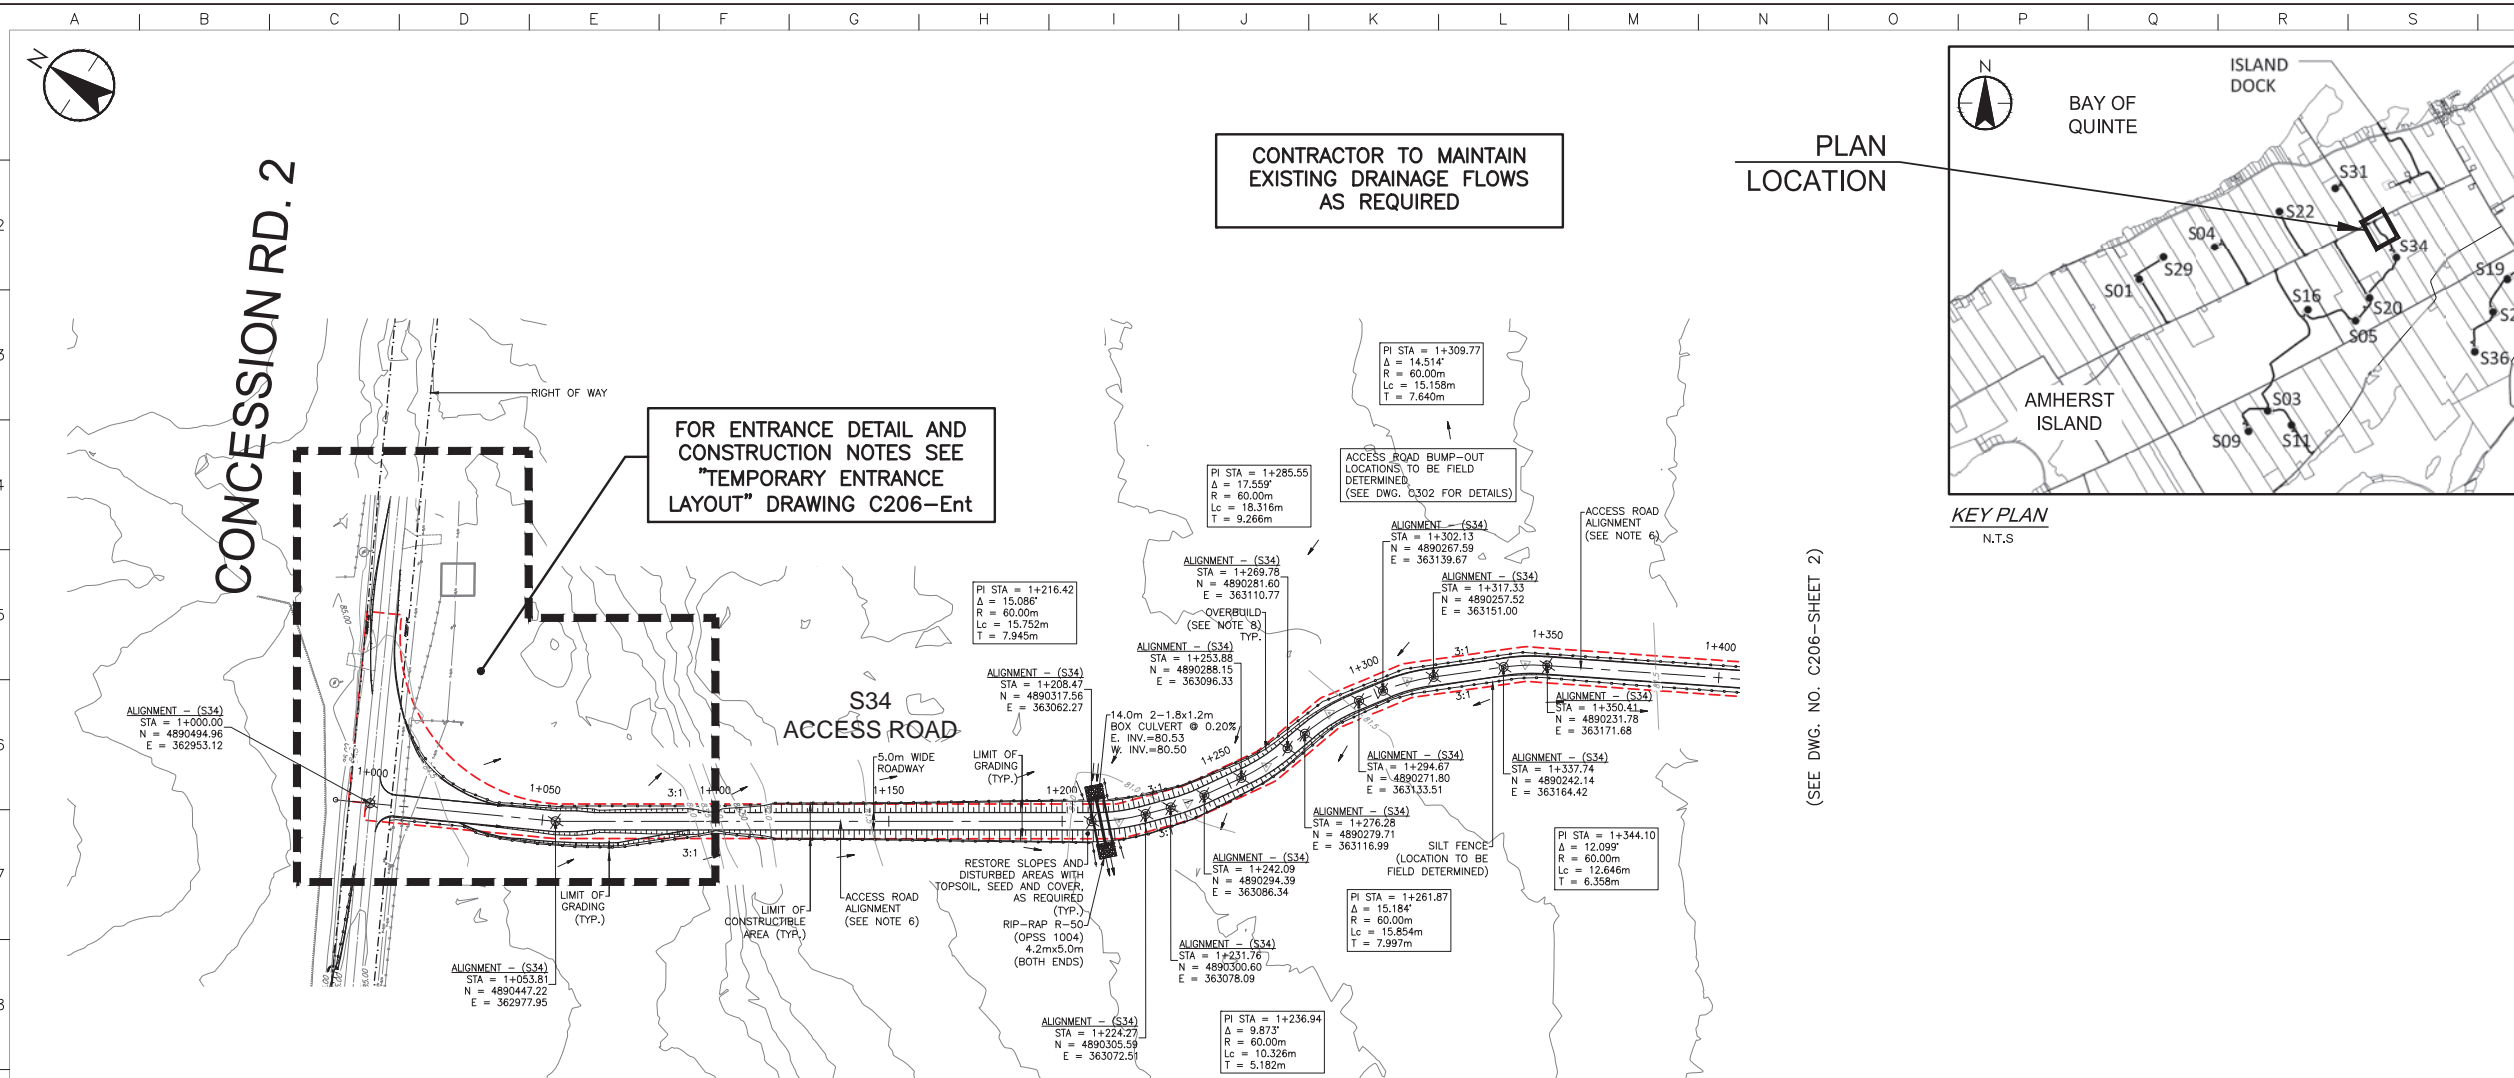 A B C D E F G H I J K L M N O P Q R S
2
3
4
5
6
7
8
N
CONCESSION RD. 2
CONTRACTOR TO MAINTAIN
EXISTING DRAINAGE FLOWS
AS REQUIRED
PLAN
LOCATION
N
BAY OF
QUINTE
ISLAND
DOCK
S31
S22
S04
S34
S29
S19
S01
S16
S20
S05
S36
S03
S09
S11
AMHERST
ISLAND
KEY PLAN
N.T.S
RIGHT OF WAY
FOR ENTRANCE DETAIL AND
CONSTRUCTION NOTES SEE
"TEMPORARY ENTRANCE
LAYOUT" DRAWING C206-Ent
PI STA = 1+309.77
Δ = 14.514°
R = 60.00m
Lc = 15.158m
T = 7.640m
ACCESS ROAD BUMP-OUT
LOCATIONS TO BE FIELD
DETERMINED
(SEE DWG. C302 FOR DETAILS)
PI STA = 1+285.55
Δ = 17.559°
R = 60.00m
Lc = 18.316m
T = 9.266m
ALIGNMENT - (S34)
STA = 1+302.13
N = 4890267.59
E = 363139.67
ACCESS ROAD
ALIGNMENT
(SEE NOTE 6)
ALIGNMENT - (S34)
STA = 1+269.78
N = 4890281.60
E = 363110.77
ALIGNMENT - (S34)
STA = 1+317.33
N = 4890257.52
E = 363151.00
PI STA = 1+216.42
Δ = 15.086°
R = 60.00m
Lc = 15.752m
T = 7.945m
OVERBUILD
(SEE NOTE 8)
TYP.
ALIGNMENT - (S34)
STA = 1+253.88
N = 4890288.15
E = 363096.33
ALIGNMENT - (S34)
STA = 1+208.47
N = 4890317.56
E = 363062.27
(SEE DWG. NO. C206-SHEET 2)
S34
ACCESS ROAD
14.0m 2-1.8x1.2m
BOX CULVERT @ 0.20%
E. INV.=80.53
W. INV.=80.50
ALIGNMENT - (S34)
STA = 1+000.00
N = 4890494.96
E = 362953.12
5.0m WIDE
ROADWAY
LIMIT OF
GRADING
(TYP.)
1+000
1+050
1+100
1+150
1+200
1+250
1+300
1+350
1+400
3:1
3:1
3:1
3:1
3:1
3:1
85.00
81.0
81.5
81.5
ALIGNMENT - (S34)
STA = 1+350.41
N = 4890231.78
E = 363171.68
ALIGNMENT - (S34)
STA = 1+294.67
N = 4890271.80
E = 363133.51
ALIGNMENT - (S34)
STA = 1+337.74
N = 4890242.14
E = 363164.42
ALIGNMENT - (S34)
STA = 1+276.28
N = 4890279.71
E = 363116.99
SILT FENCE
(LOCATION TO BE
FIELD DETERMINED)
PI STA = 1+344.10
Δ = 12.099°
R = 60.00m
Lc = 12.646m
T = 6.358m
RESTORE SLOPES AND
DISTURBED AREAS WITH
TOPSOIL, SEED AND COVER,
AS REQUIRED
(TYP.)
RIP-RAP R-50
(OPSS 1004)
4.2mx5.0m
(BOTH ENDS)
ALIGNMENT - (S34)
STA = 1+242.09
N = 4890294.39
E = 363086.34
PI STA = 1+261.87
Δ = 15.184°
R = 60.00m
Lc = 15.854m
T = 7.997m
LIMIT OF
GRADING
(TYP.)
LIMIT OF
CONSTRUCTIBLE
AREA (TYP.)
ACCESS ROAD
ALIGNMENT
(SEE NOTE 6)
ALIGNMENT - (S34)
STA = 1+231.76
N = 4890300.60
E = 363078.09
ALIGNMENT - (S34)
STA = 1+053.81
N = 4890447.22
E = 362977.95
ALIGNMENT - (S34)
STA = 1+224.27
N = 4890305.59
E = 363072.51
PI STA = 1+236.94
Δ = 9.873°
R = 60.00m
Lc = 10.326m
T = 5.182m